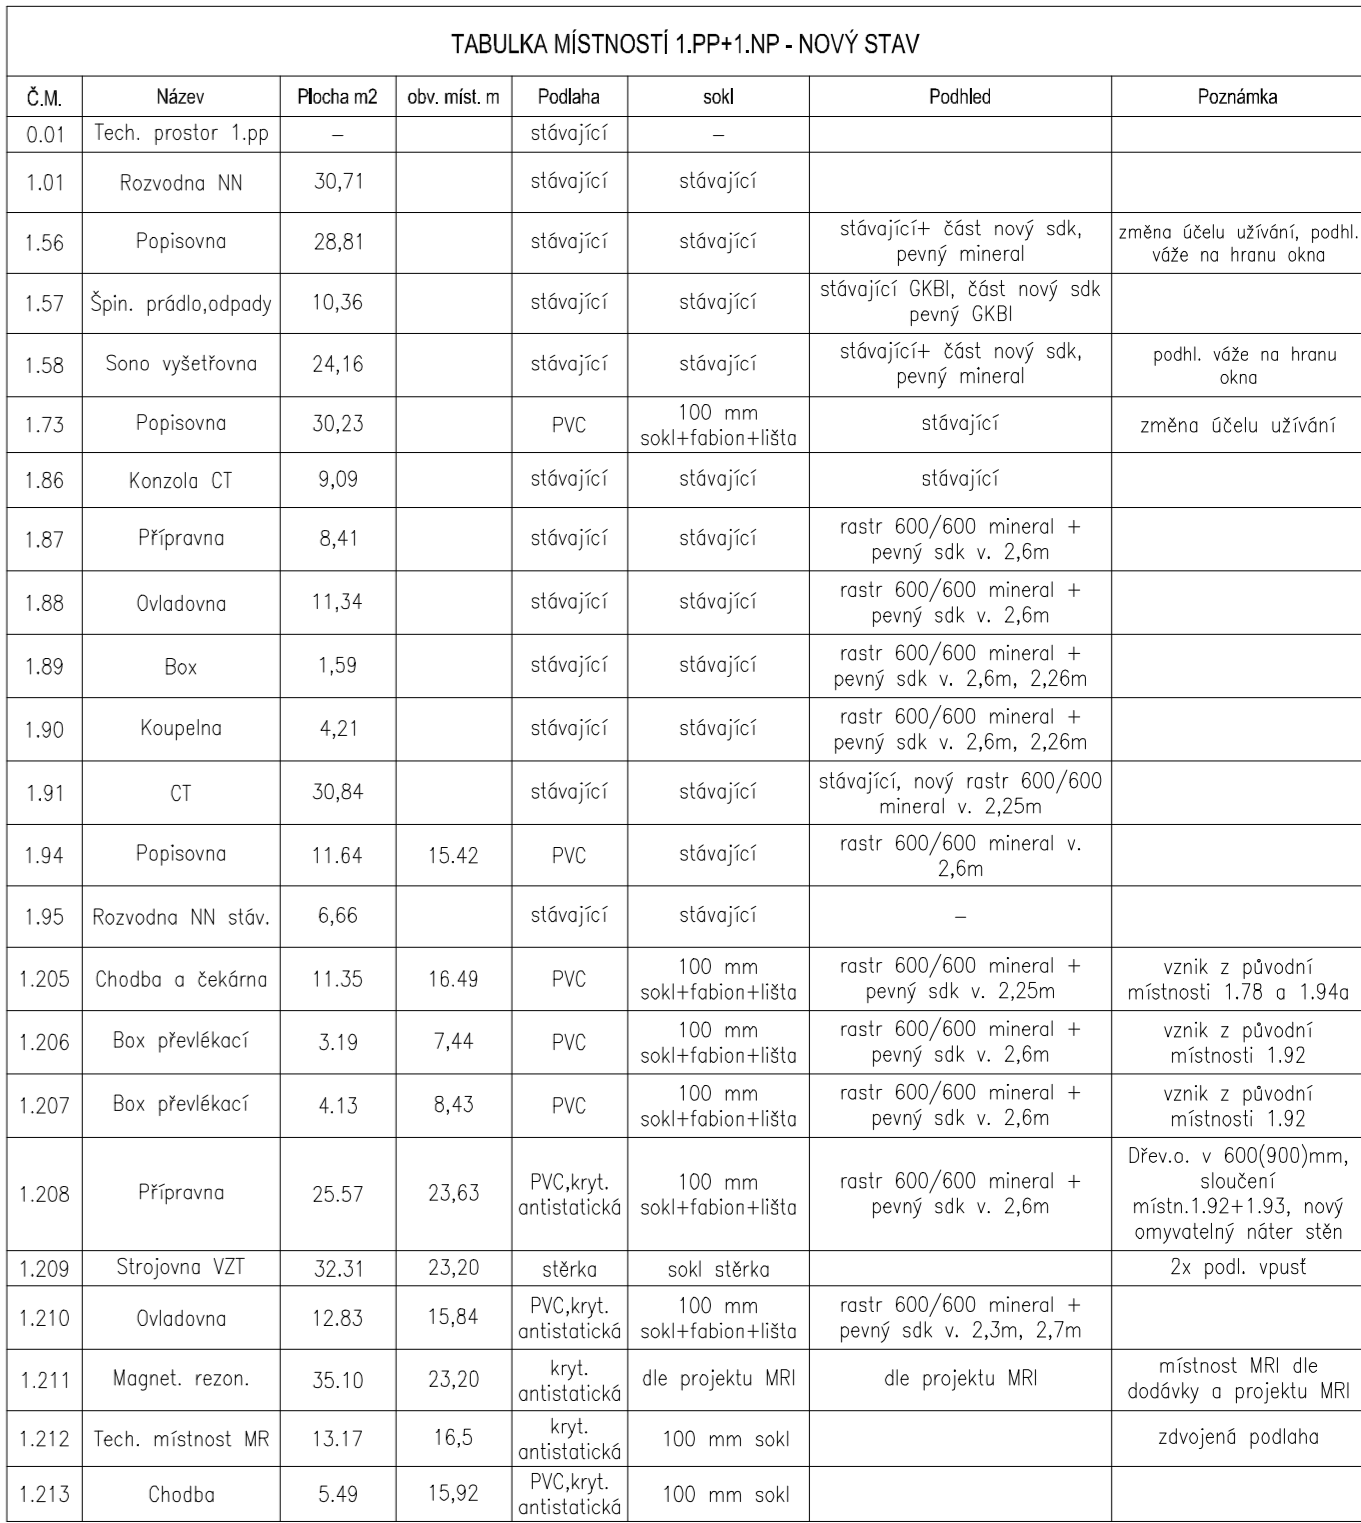 TABULKA MÍSTNOSTÍ 1.PP+1.NP - NOVÝ STAV
Č.M. Název Plocha m2 obv. míst. m Podlaha sokl Podhled Poznámka
0.01 Tech. prostor 1.pp – stávající –
1.01 Rozvodna NN 30,71 stávající stávající
1.56 Popisovna 28,81 stávající stávající stávající+ část nový sdk, změna účelu užívání, podhl.
pevný mineral váže na hranu okna
1.57 Špin. prádlo,odpady 10,36 stávající stávající stávající GKBI, část nový sdk
pevný GKBI
1.58 Sono vyšetřovna 24,16 stávající stávající stávající+ část nový sdk, podhl. váže na hranu
pevný mineral okna
1.73 Popisovna 30,23 PVC 100 mm stávající změna účelu užívání
sokl+fabion+lišta
1.86 Konzola CT 9,09 stávající stávající stávající
1.87 Přípravna 8,41 stávající stávající rastr 600/600 mineral +
pevný sdk v. 2,6m
1.88 Ovladovna 11,34 stávající stávající rastr 600/600 mineral +
pevný sdk v. 2,6m
1.89 Box 1,59 stávající stávající rastr 600/600 mineral +
pevný sdk v. 2,6m, 2,26m
1.90 Koupelna 4,21 stávající stávající rastr 600/600 mineral +
pevný sdk v. 2,6m, 2,26m
1.91 CT 30,84 stávající stávající stávající, nový rastr 600/600
mineral v. 2,25m
1.94 Popisovna 11.64 15.42 PVC stávající rastr 600/600 mineral v.
2,6m
1.95 Rozvodna NN stáv. 6,66 stávající stávající –
1.205 Chodba a čekárna 11.35 16.49 PVC 100 mm rastr 600/600 mineral + vznik z původní
sokl+fabion+lišta pevný sdk v. 2,25m místnosti 1.78 a 1.94a
1.206 Box převlékací 3.19 7,44 PVC 100 mm rastr 600/600 mineral + vznik z původní
sokl+fabion+lišta pevný sdk v. 2,6m místnosti 1.92
1.207 Box převlékací 4.13 8,43 PVC 100 mm rastr 600/600 mineral + vznik z původní
sokl+fabion+lišta pevný sdk v. 2,6m místnosti 1.92
1.208 Přípravna 25.57 23,63 PVC,kryt. 100 mm rastr 600/600 mineral + Dřev.o. v 600(900)mm,
antistatická sokl+fabion+lišta pevný sdk v. 2,6m sloučení
místn.1.92+1.93, nový
omyvatelný náter stěn
1.209 Strojovna VZT 32.31 23,20 stěrka sokl stěrka 2x podl. vpusť
1.210 Ovladovna 12.83 15,84 PVC,kryt. 100 mm rastr 600/600 mineral +
antistatická sokl+fabion+lišta pevný sdk v. 2,3m, 2,7m
1.211 Magnet. rezon. 35.10 23,20 kryt. dle projektu MRI dle projektu MRI místnost MRI dle
antistatická dodávky a projektu MRI
1.212 Tech. místnost MR 13.17 16,5 kryt. 100 mm sokl zdvojená podlaha
antistatická
1.213 Chodba 5.49 15,92 PVC,kryt. 100 mm sokl
antistatická